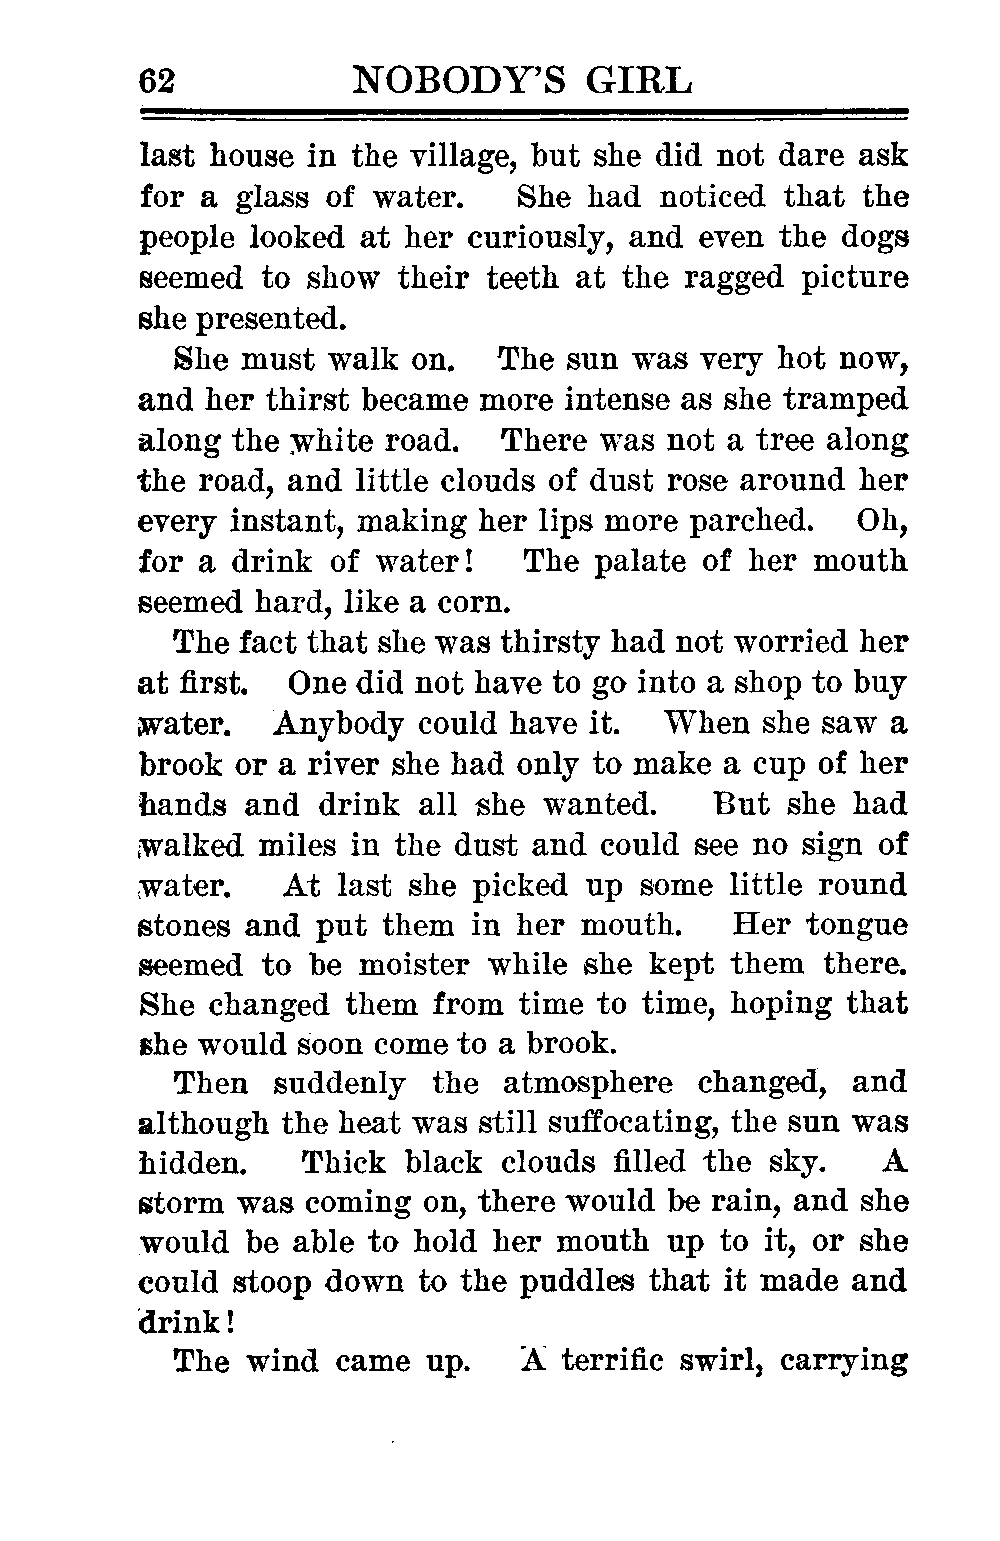 62 NOBODY'S GIRL
last house in the village, but she did not dare ask
for a glass of water. She had noticed that the
people looked at her curiously, and even the dogs
seemed to show their teeth at the ragged picture
she presented.
She must walk on. The sun was very hot now,
and her thirst became more intense as she tramped
along the white road. There was not a tree along
the road, and little clouds of dust rose around her
every instant, making her lips more parched. Oh,
for a drink of water! The palate of her mouth
seemed hard, like a corn.
The fact that she was thirsty had not worried her
at first. One did not have to go into a shop to buy
water. Anybody could have it. When she saw a
brook or a river she had only to make a cup of her
hands and drink all she wanted. But she had
walked miles in the dust and could see no sign of
water. At last she picked up some little round
stones and put them in her mouth. Her tongue
seemed to be moister while she kept them there.
She changed them from time to time, hoping that
she would soon come to a brook.
Then suddenly the atmosphere changed, and
although the heat was still suffocating, the sun was
hidden. Thick black clouds filled the sky. A
storm was coming on, there would be rain, and she
would be able to hold her mouth up to it, or she
could stoop down to the puddles that it made and
drink!
The wind came up. A terrific swirl, carrying